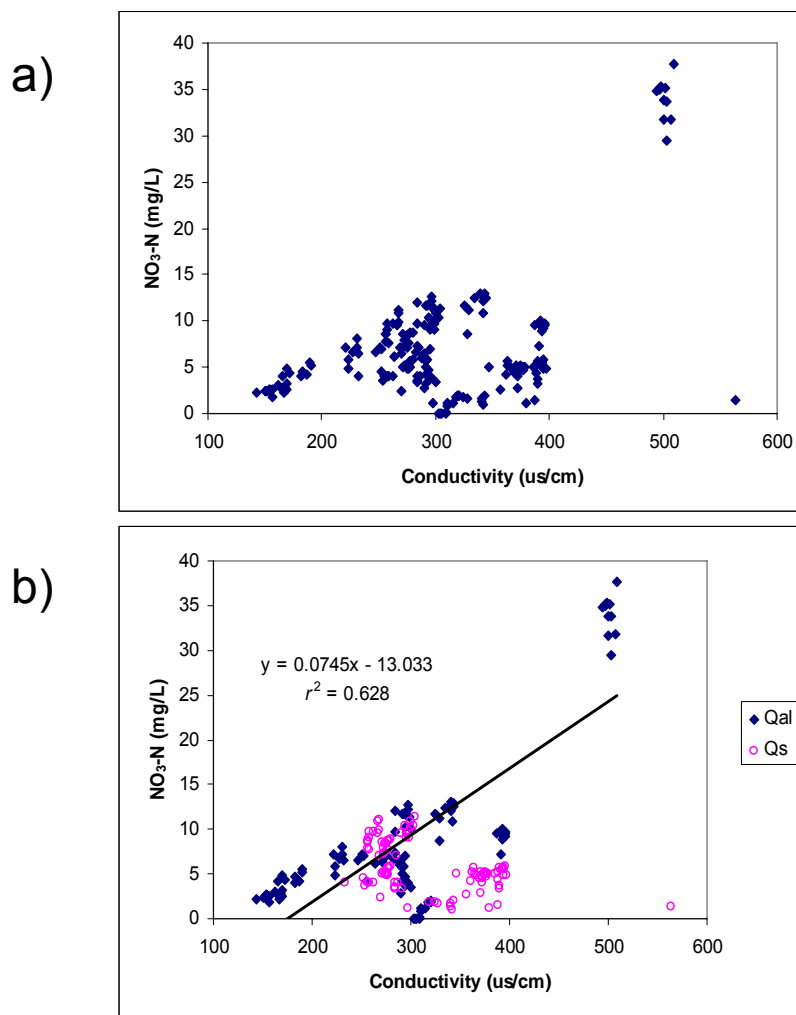 a)
40
35
30
25
20
15
10
5
0
NO₃-N (mg/L)
100 200 300 400 500 600
Conductivity (us/cm)
b)
40
35
30
25
20
15
10
5
0
NO₃-N (mg/L)
y = 0.0745x - 13.033
r² = 0.628
Qal
Qs
100 200 300 400 500 600 700
Conductivity (us/cm)